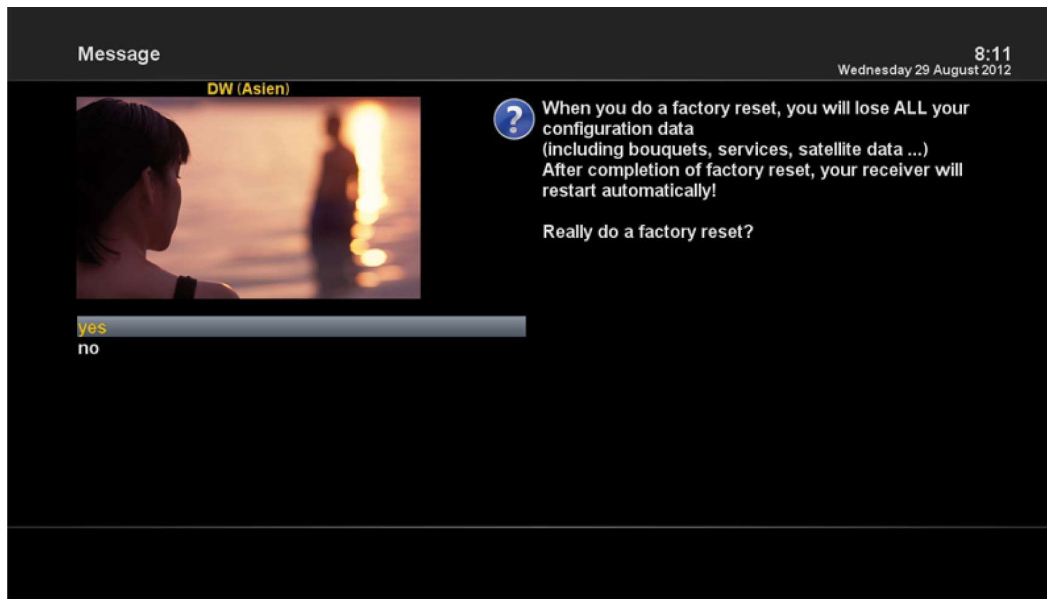 Message
8:11
Wednesday 29 August 2012
DW (Asien)
When you do a factory reset, you will lose ALL your
configuration data
(including bouquets, services, satellite data ...)
After completion of factory reset, your receiver will
restart automatically!
Really do a factory reset?
yes
no